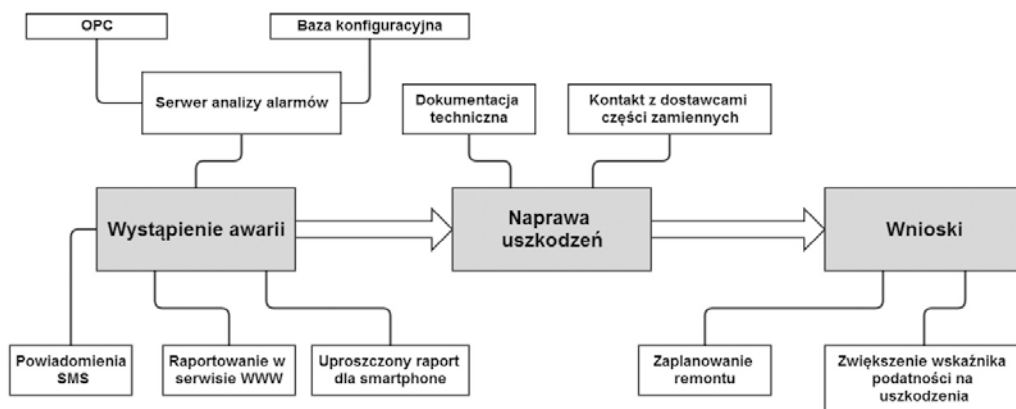 OPC
Baza konfiguracyjna
Serwer analizy alarmów
Dokumentacja
techniczna
Kontakt z dostawcami
części zamiennych
Wystąpienie awarii
Naprawa
uszkodzeń
Wnioski
Powiadomienia
SMS
Raportowanie w
serwisie WWW
Uproszczony raport
dla smartphone
Zaplanowanie
remontu
Zwiększenie wskaźnika
podatności na
uszkodzenia